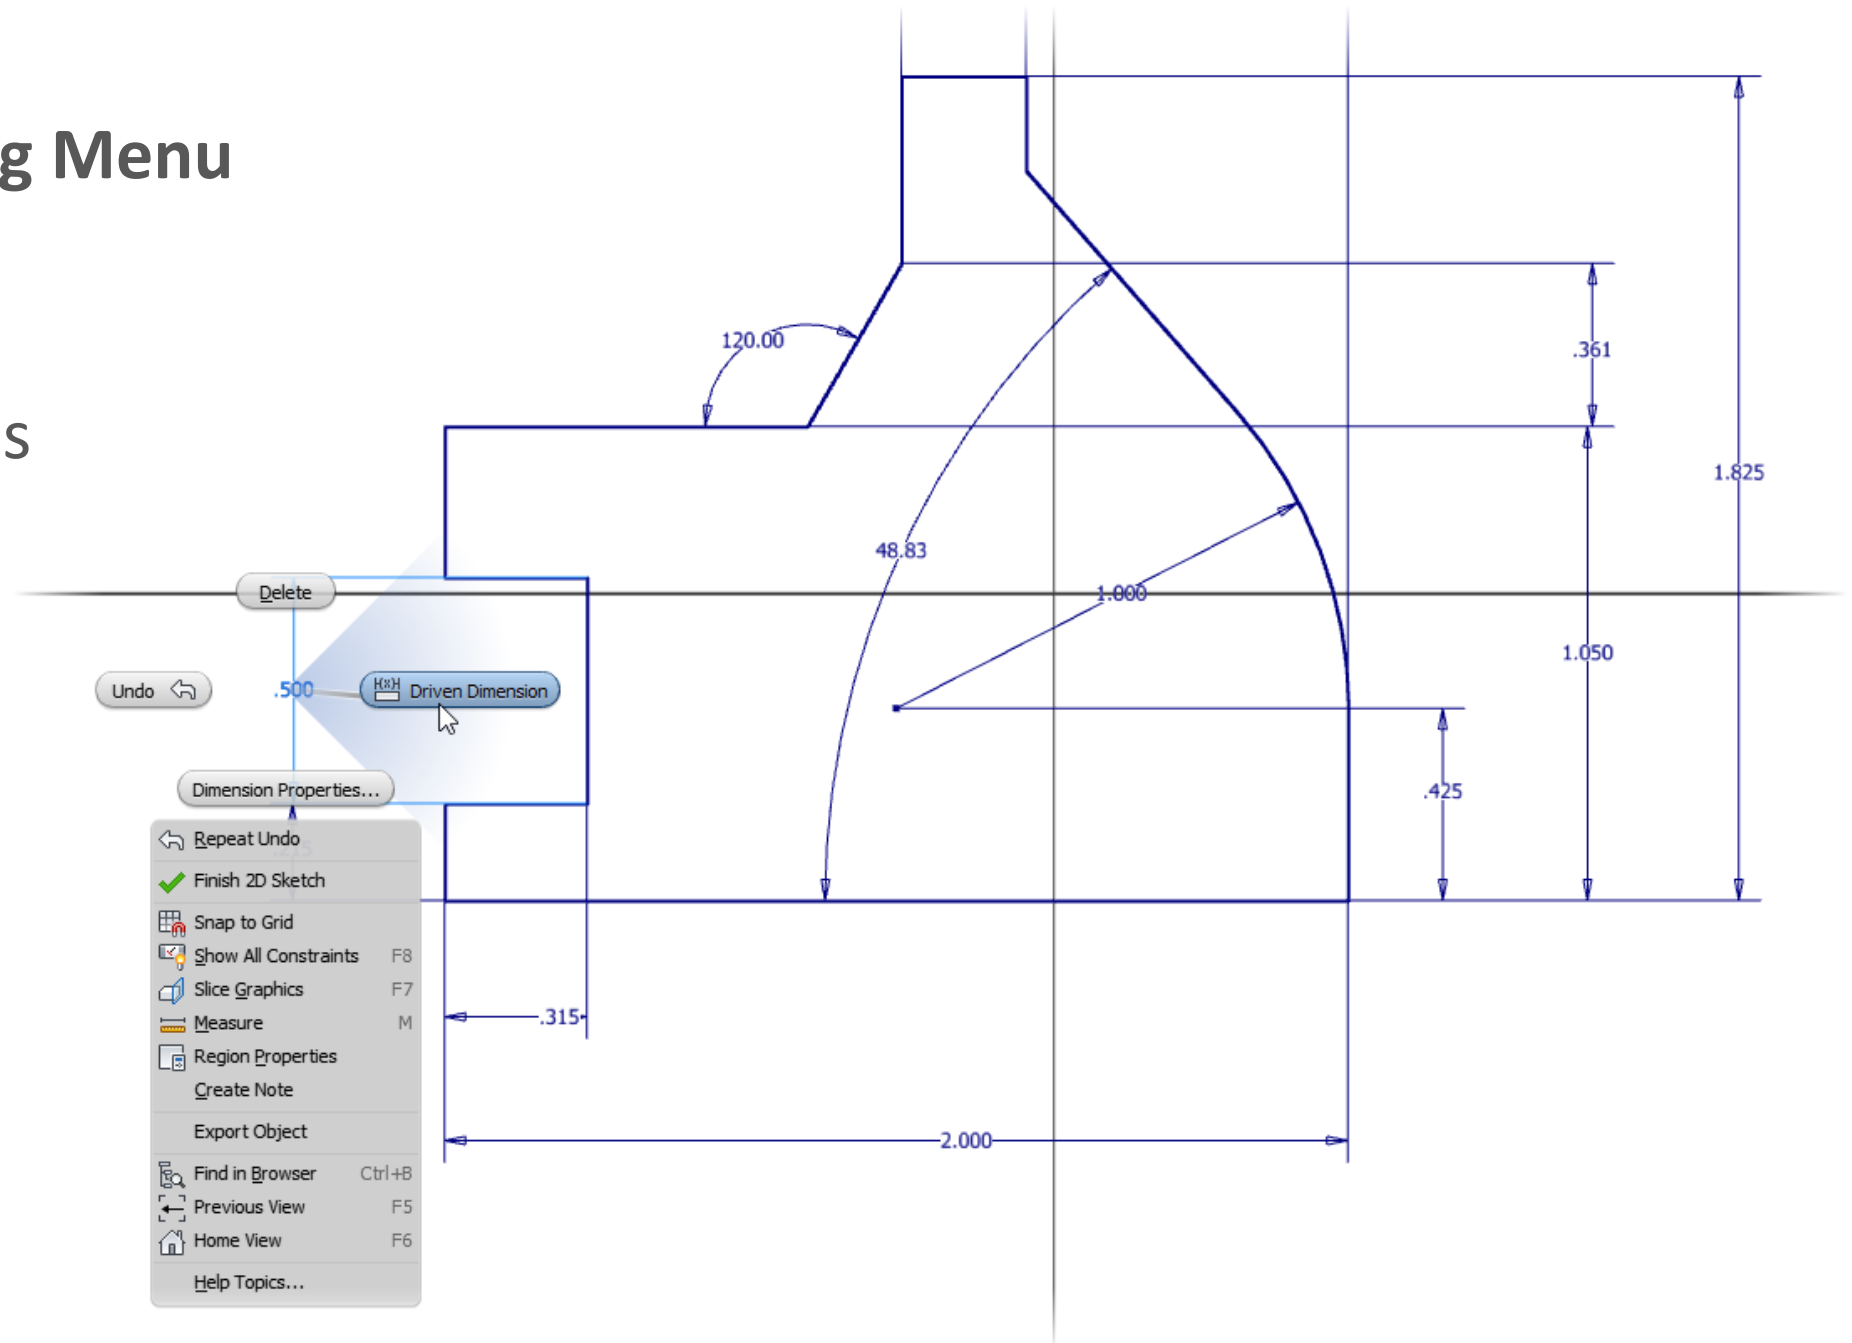 g Menu
s
120.00
.361
1.825
48.83
1.000
1.050
Delete
Undo
.500
Driven Dimension
Dimension Properties...
.425
Repeat Undo
Finish 2D Sketch
Snap to Grid
Show All Constraints F8
Slice Graphics F7
Measure M
Region Properties
Create Note
Export Object
Find in Browser Ctrl+B
Previous View F5
Home View F6
Help Topics...
.315
2.000